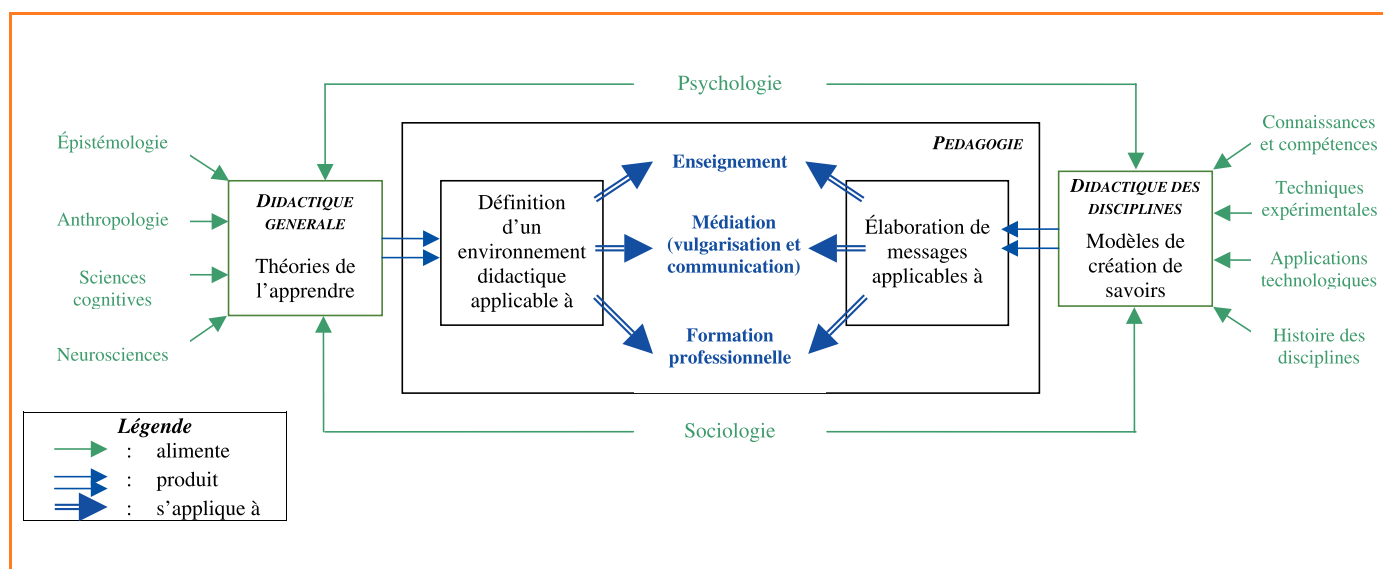 Psychologie
Épistémologie
Anthropologie
Sciences
cognitives
Neurosciences
DIDACTIQUE
GENERALE
Théories de
l’apprendre
PEDAGOGIE
Définition
d’un
environnement
didactique
applicable à
Enseignement
Médiation
(vulgarisation et
communication)
Formation
professionnelle
Élaboration de
messages
applicables à
DIDACTIQUE DES
DISCIPLINES
Modèles de
création de
savoirs
Connaissances
et compétences
Techniques
expérimentales
Applications
technologiques
Histoire des
disciplines
Sociologie
Légende
: alimente
: produit
: s’applique à